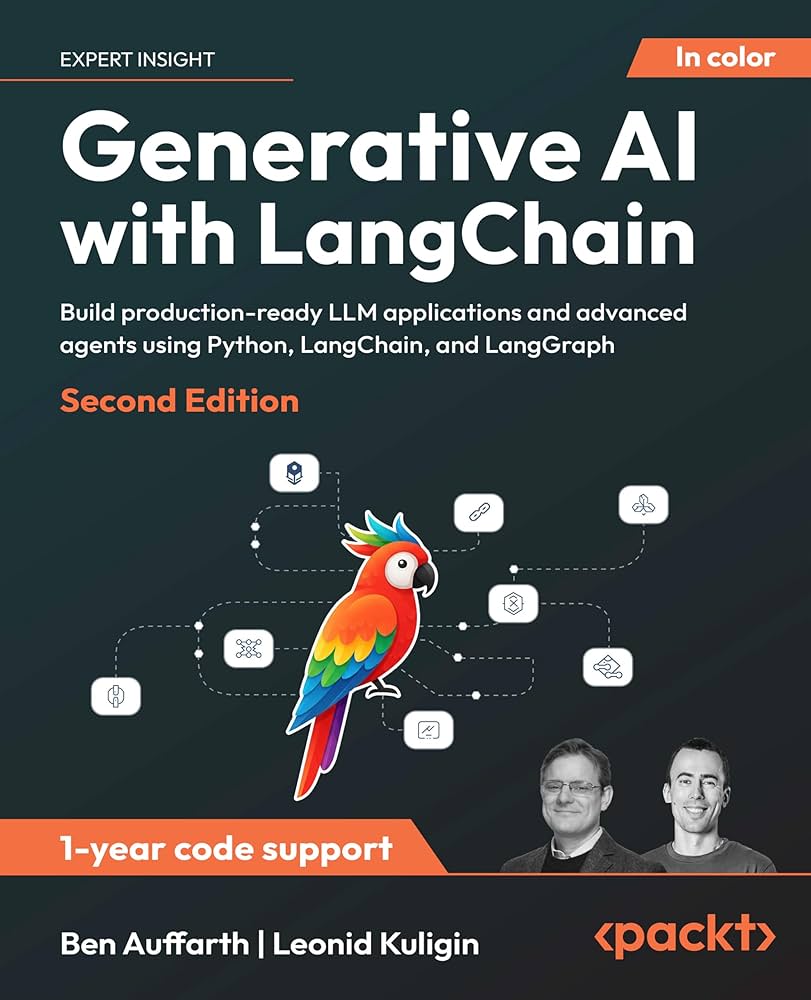 EXPERT INSIGHT
In color
Generative AI
with LangChain
Build production-ready LLM applications and advanced
agents using Python, LangChain, and LangGraph
Second Edition
1-year code support
Ben Auffarth | Leonid Kuligin
<packt>